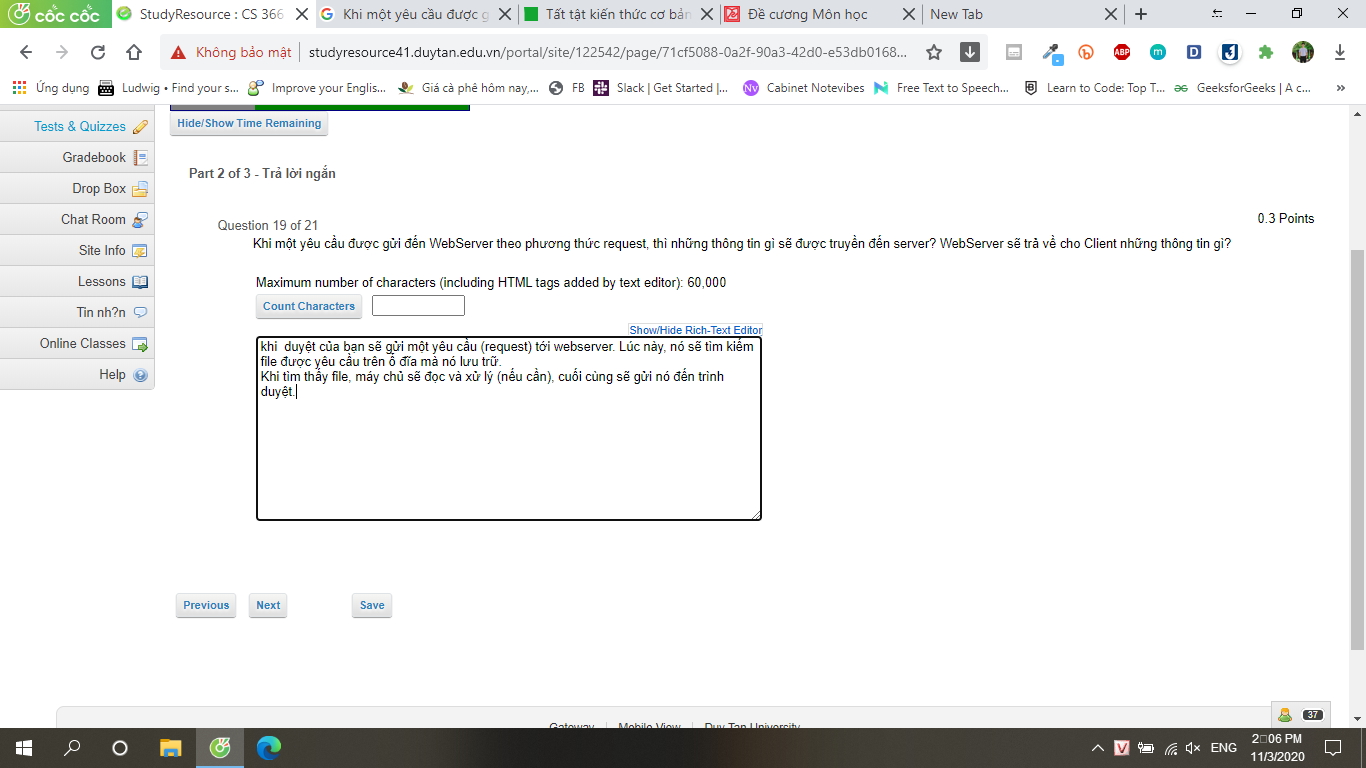 cốc cốc
StudyResource : CS 366
Khi một yêu cầu được g
Tất tật kiến thức cơ bản
Đề cương Môn học
New Tab
Không bảo mật
studyresource41.duytan.edu.vn/portal/site/122542/page/71cf5088-0a2f-90a3-42d0-e53db0168...
Ứng dụng
Ludwig • Find your s...
Improve your Englis...
Giá cà phê hôm nay,...
FB
Slack | Get Started |...
Cabinet Notevibes
Free Text to Speech...
Learn to Code: Top T...
GeeksforGeeks | A c...
»
Tests & Quizzes
Gradebook
Drop Box
Chat Room
Site Info
Lessons
Tin nh?n
Online Classes
Help
Hide/Show Time Remaining
Part 2 of 3 - Trả lời ngắn
Question 19 of 21
0.3 Points
Khi một yêu cầu được gửi đến WebServer theo phương thức request, thì những thông tin gì sẽ được truyền đến server? WebServer sẽ trả về cho Client những thông tin gì?
Maximum number of characters (including HTML tags added by text editor): 60,000
Count Characters
Show/Hide Rich-Text Editor
khi  duyệt của bạn sẽ gửi một yêu cầu (request) tới webserver. Lúc này, nó sẽ tìm kiếm
file được yêu cầu trên ổ đĩa mà nó lưu trữ.
Khi tìm thấy file, máy chủ sẽ đọc và xử lý (nếu cần), cuối cùng sẽ gửi nó đến trình
duyệt.
Previous
Next
Save
Gateway | Mobile View | Duy Tan University
37
ENG
2:06 PM
11/3/2020